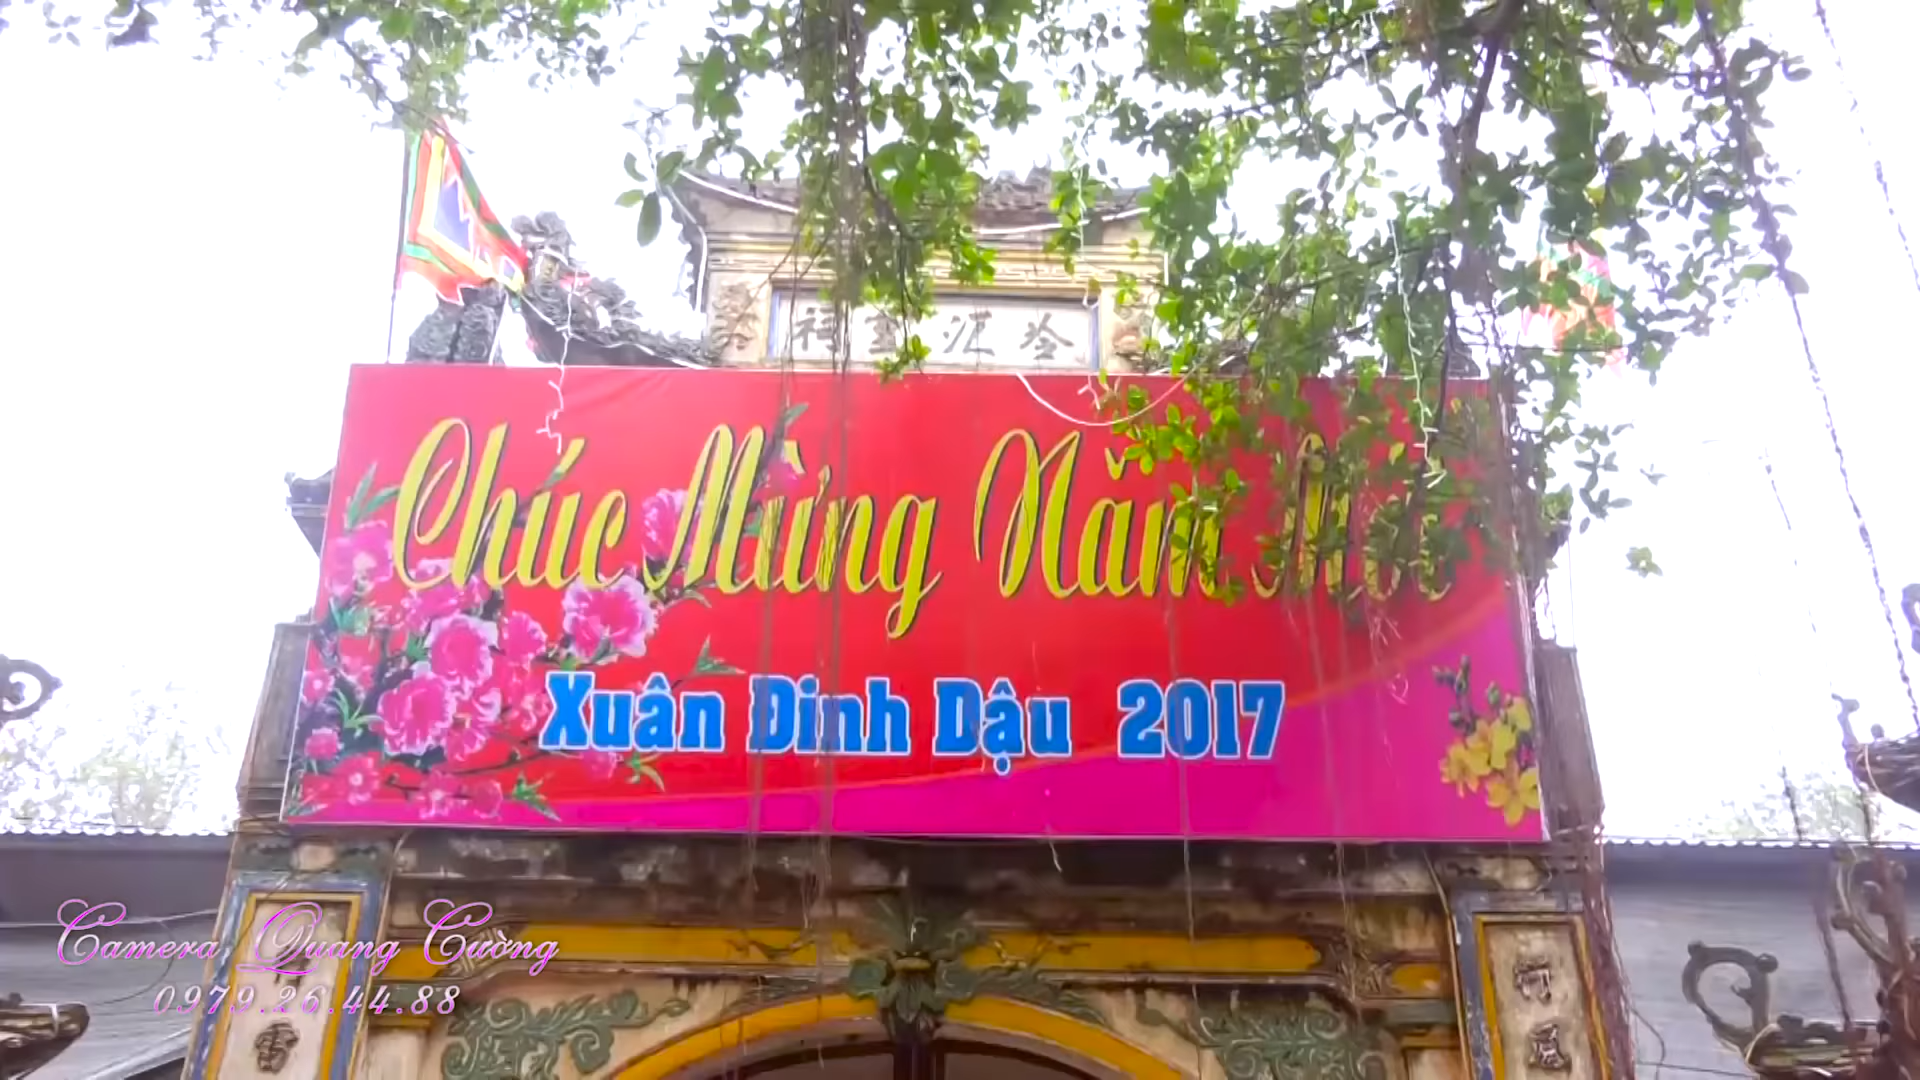 Chúc Mừng Năm Mới
Xuân Đinh Dậu 2017
Camera Quang Cường
0979.26.44.88